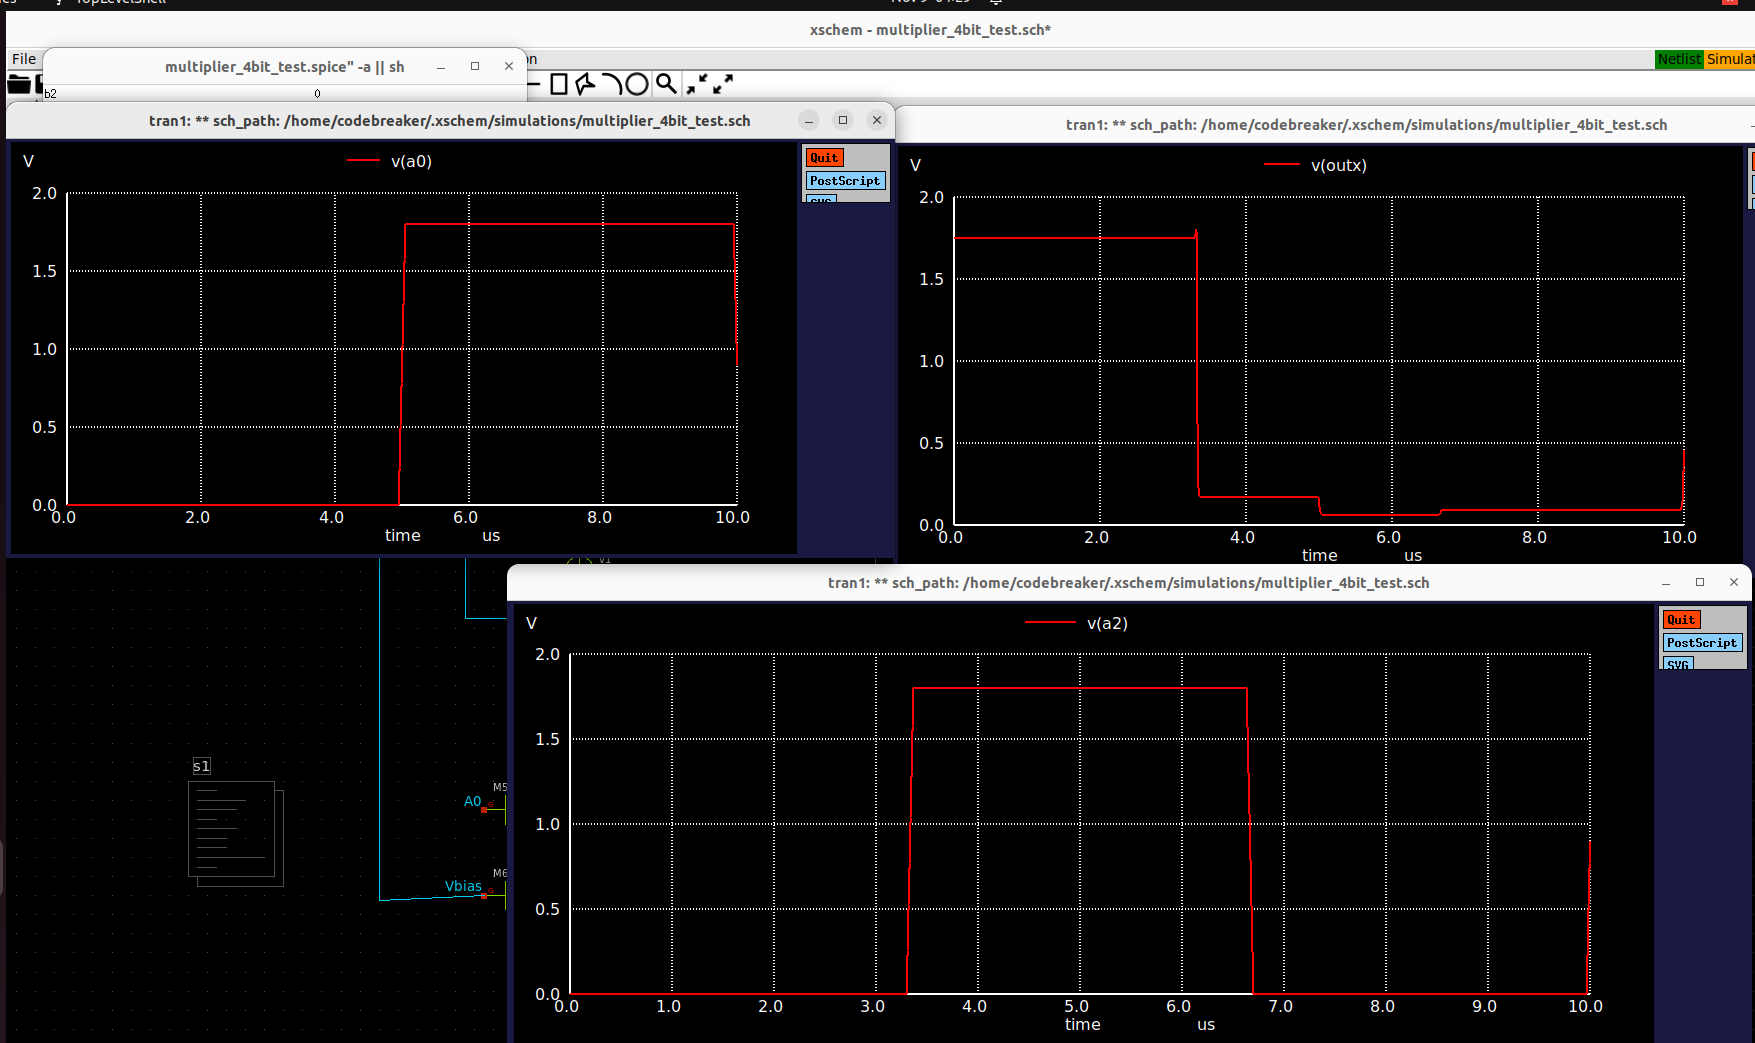 TopLevelShell
xschem - multiplier_4bit_test.sch*
File
Netlist
Simulat
multiplier_4bit_test.spice" -a || sh
b2 0
tran1: ** sch_path: /home/codebreaker/.xschem/simulations/multiplier_4bit_test.sch
V
v(a0)
Quit
PostScript
SVG
2.0
1.5
1.0
0.5
0.0
0.0 2.0 4.0 6.0 8.0 10.0
time us
tran1: ** sch_path: /home/codebreaker/.xschem/simulations/multiplier_4bit_test.sch
V
v(outx)
2.0
1.5
1.0
0.5
0.0
0.0 2.0 4.0 6.0 8.0 10.0
time us
tran1: ** sch_path: /home/codebreaker/.xschem/simulations/multiplier_4bit_test.sch
V
v(a2)
Quit
PostScript
SVG
2.0
1.5
1.0
0.5
0.0
0.0 1.0 2.0 3.0 4.0 5.0 6.0 7.0 8.0 9.0 10.0
time us
s1
M5
A0
M6
Vbias